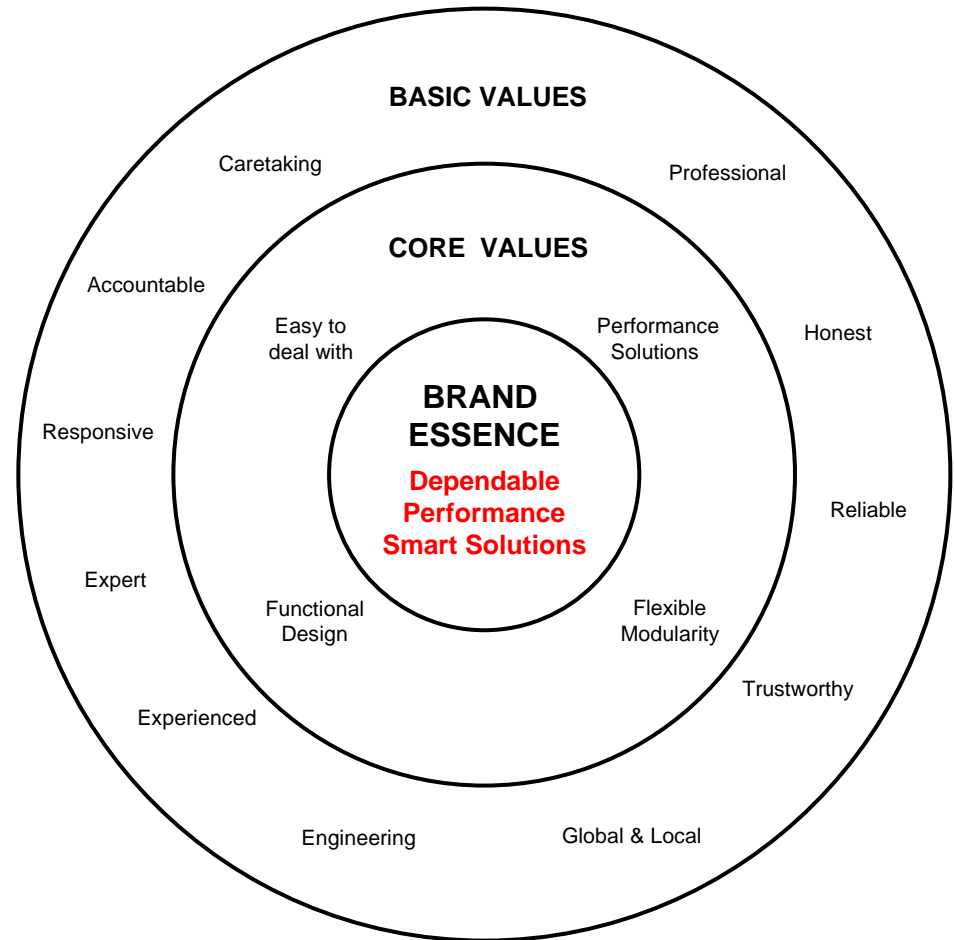 BASIC VALUES
Caretaking
Professional
CORE VALUES
Accountable
Easy to
deal with
Performance
Solutions
Honest
BRAND
ESSENCE
Responsive
Dependable
Performance
Smart Solutions
Reliable
Expert
Functional
Design
Flexible
Modularity
Trustworthy
Experienced
Engineering
Global & Local